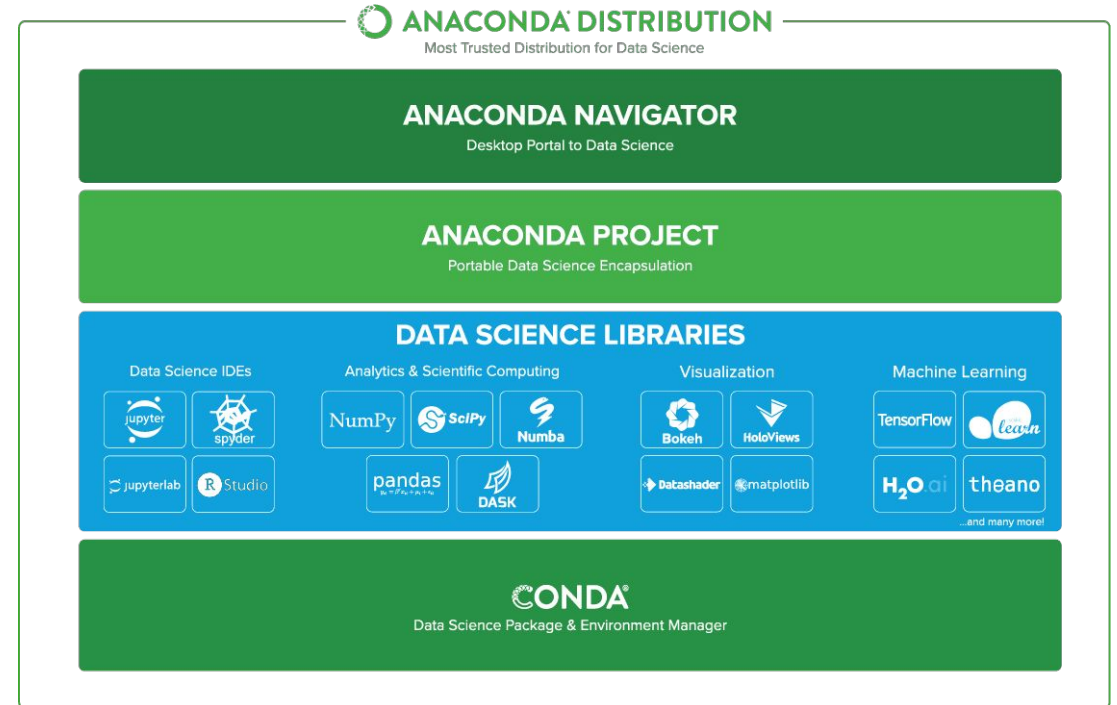 ANACONDA® DISTRIBUTION
Most Trusted Distribution for Data Science
ANACONDA NAVIGATOR
Desktop Portal to Data Science
ANACONDA PROJECT
Portable Data Science Encapsulation
DATA SCIENCE LIBRARIES
Data Science IDEs
jupyter
spyder
jupyterlab
R Studio
Analytics & Scientific Computing
NumPy
SciPy
Numba
pandas
DASK
Visualization
Bokeh
HoloViews
Datashader
matplotlib
Machine Learning
TensorFlow
learn
H2O.ai
theano
...and many more!
CONDA®
Data Science Package & Environment Manager